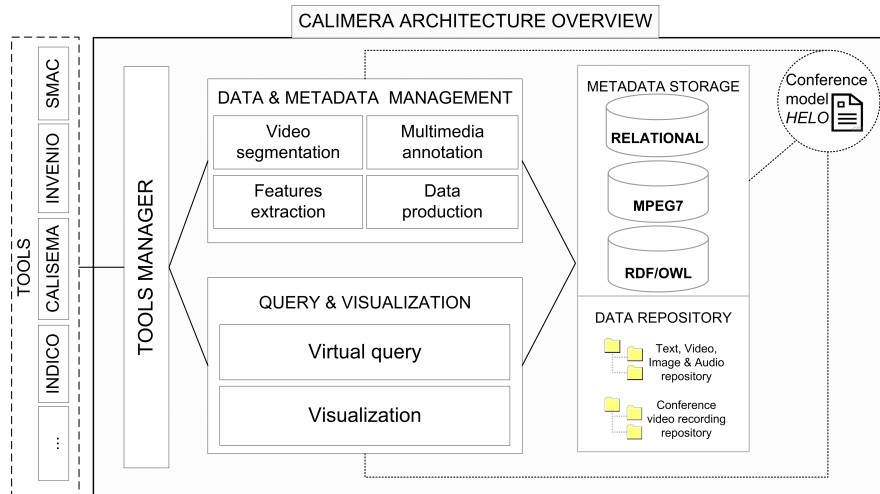 CALIMERA ARCHITECTURE OVERVIEW
TOOLS
SMAC
INVENIO
CALISEMA
INDICO
...
TOOLS MANAGER
DATA & METADATA MANAGEMENT
Video
segmentation
Multimedia
annotation
Features
extraction
Data
production
QUERY & VISUALIZATION
Virtual query
Visualization
METADATA STORAGE
RELATIONAL
MPEG7
RDF/OWL
DATA REPOSITORY
Text, Video,
Image & Audio
repository
Conference
video recording
repository
Conference
model
HELO